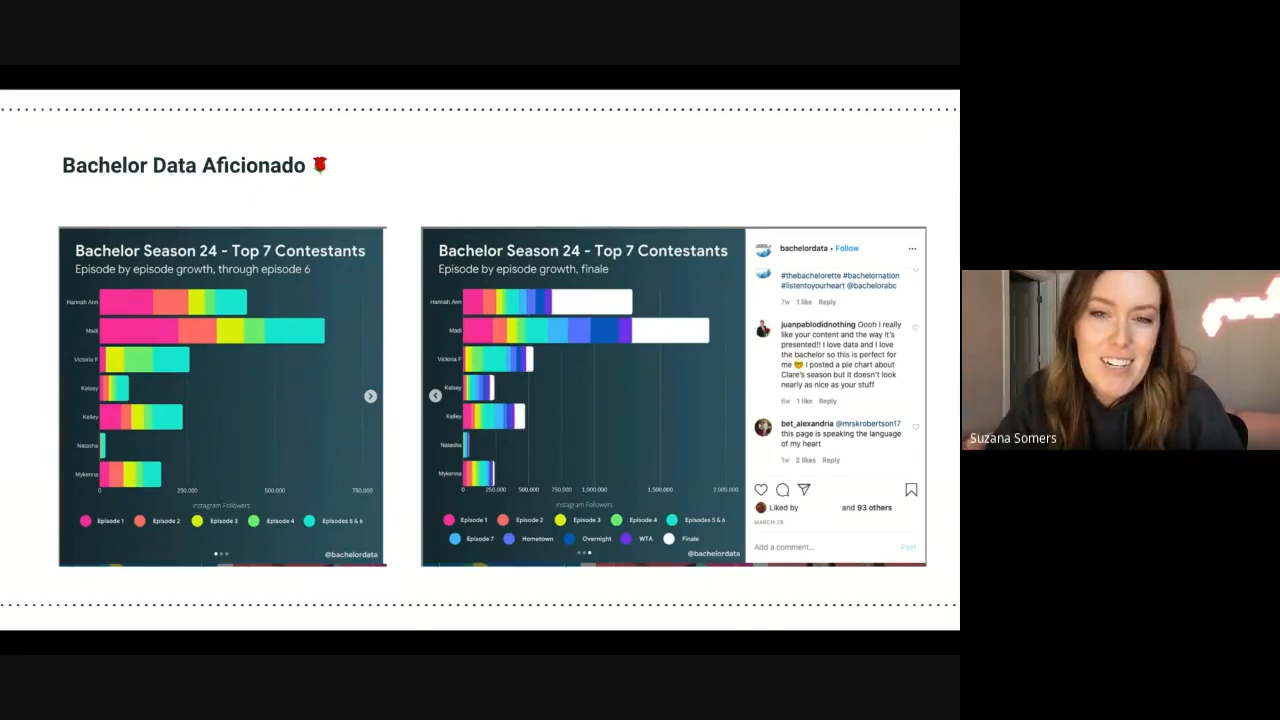 Bachelor Data Aficionado 🌹
Bachelor Season 24 - Top 7 Contestants
Episode by episode growth, through episode 6
Hannah Ann
Madi
Victoria F
Kelsey
Kelley
Natasha
Mykenna
0 250,000 500,000 750,000
Instagram Followers
Episode 1 Episode 2 Episode 3 Episode 4 Episodes 5 & 6
@bachelordata
Bachelor Season 24 - Top 7 Contestants
Episode by episode growth, finale
Hannah Ann
Madi
Victoria F
Kelsey
Kelley
Natasha
Mykenna
0 250,000 500,000 750,000 1,000,000 1,500,000 2,000,000
Instagram Followers
Episode 1 Episode 2 Episode 3 Episode 4 Episodes 5 & 6
Episode 7 Hometown Overnight WTA Finale
@bachelordata
bachelordata • Follow
#thebachelorette #bachelornation
#listentoyourheart @bachelorabc
7w 1 like Reply
juanpablodidnothing Oooh I really
like your content and the way it's
presented!! I love data and I love
the bachelor so this is perfect for
me 🤓 I posted a pie chart about
Clare's season but it doesn't look
nearly as nice as your stuff
6w 1 like Reply
bet_alexandria @mrskrobertson17
this page is speaking the language
of my heart
1w 2 likes Reply
Liked by and 93 others
MARCH 28
Add a comment... Post
Suzana Somers